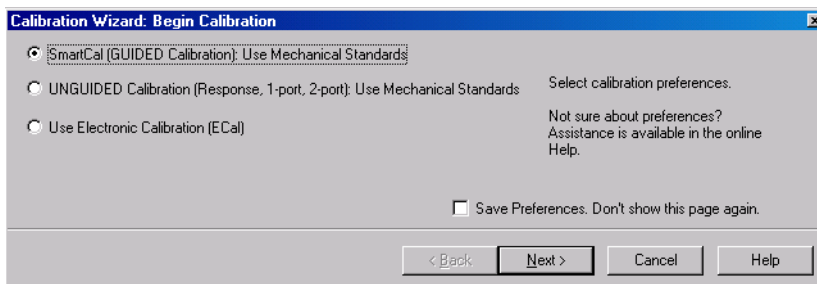 Calibration Wizard: Begin Calibration
SmartCal (GUIDED Calibration): Use Mechanical Standards
UNGUIDED Calibration (Response, 1-port, 2-port): Use Mechanical Standards
Use Electronic Calibration (ECal)
Select calibration preferences.
Not sure about preferences?
Assistance is available in the online
Help.
Save Preferences. Don't show this page again.
< Back
Next >
Cancel
Help